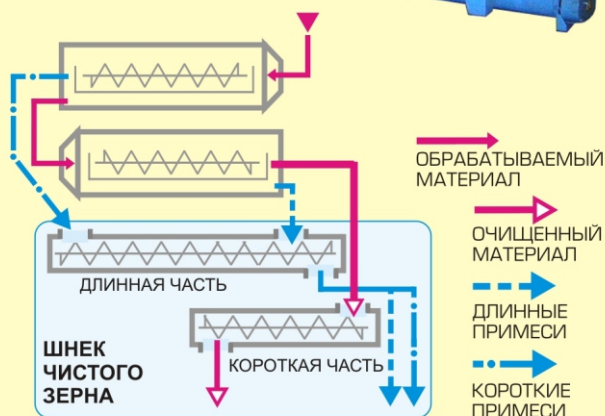 ОБРАБАТЫВАЕМЫЙ
МАТЕРИАЛ
ОЧИЩЕННЫЙ
МАТЕРИАЛ
ДЛИННЫЕ
ПРИМЕСИ
КОРОТКИЕ
ПРИМЕСИ
ДЛИННАЯ ЧАСТЬ
КОРОТКАЯ ЧАСТЬ
ШНЕК
ЧИСТОГО
ЗЕРНА